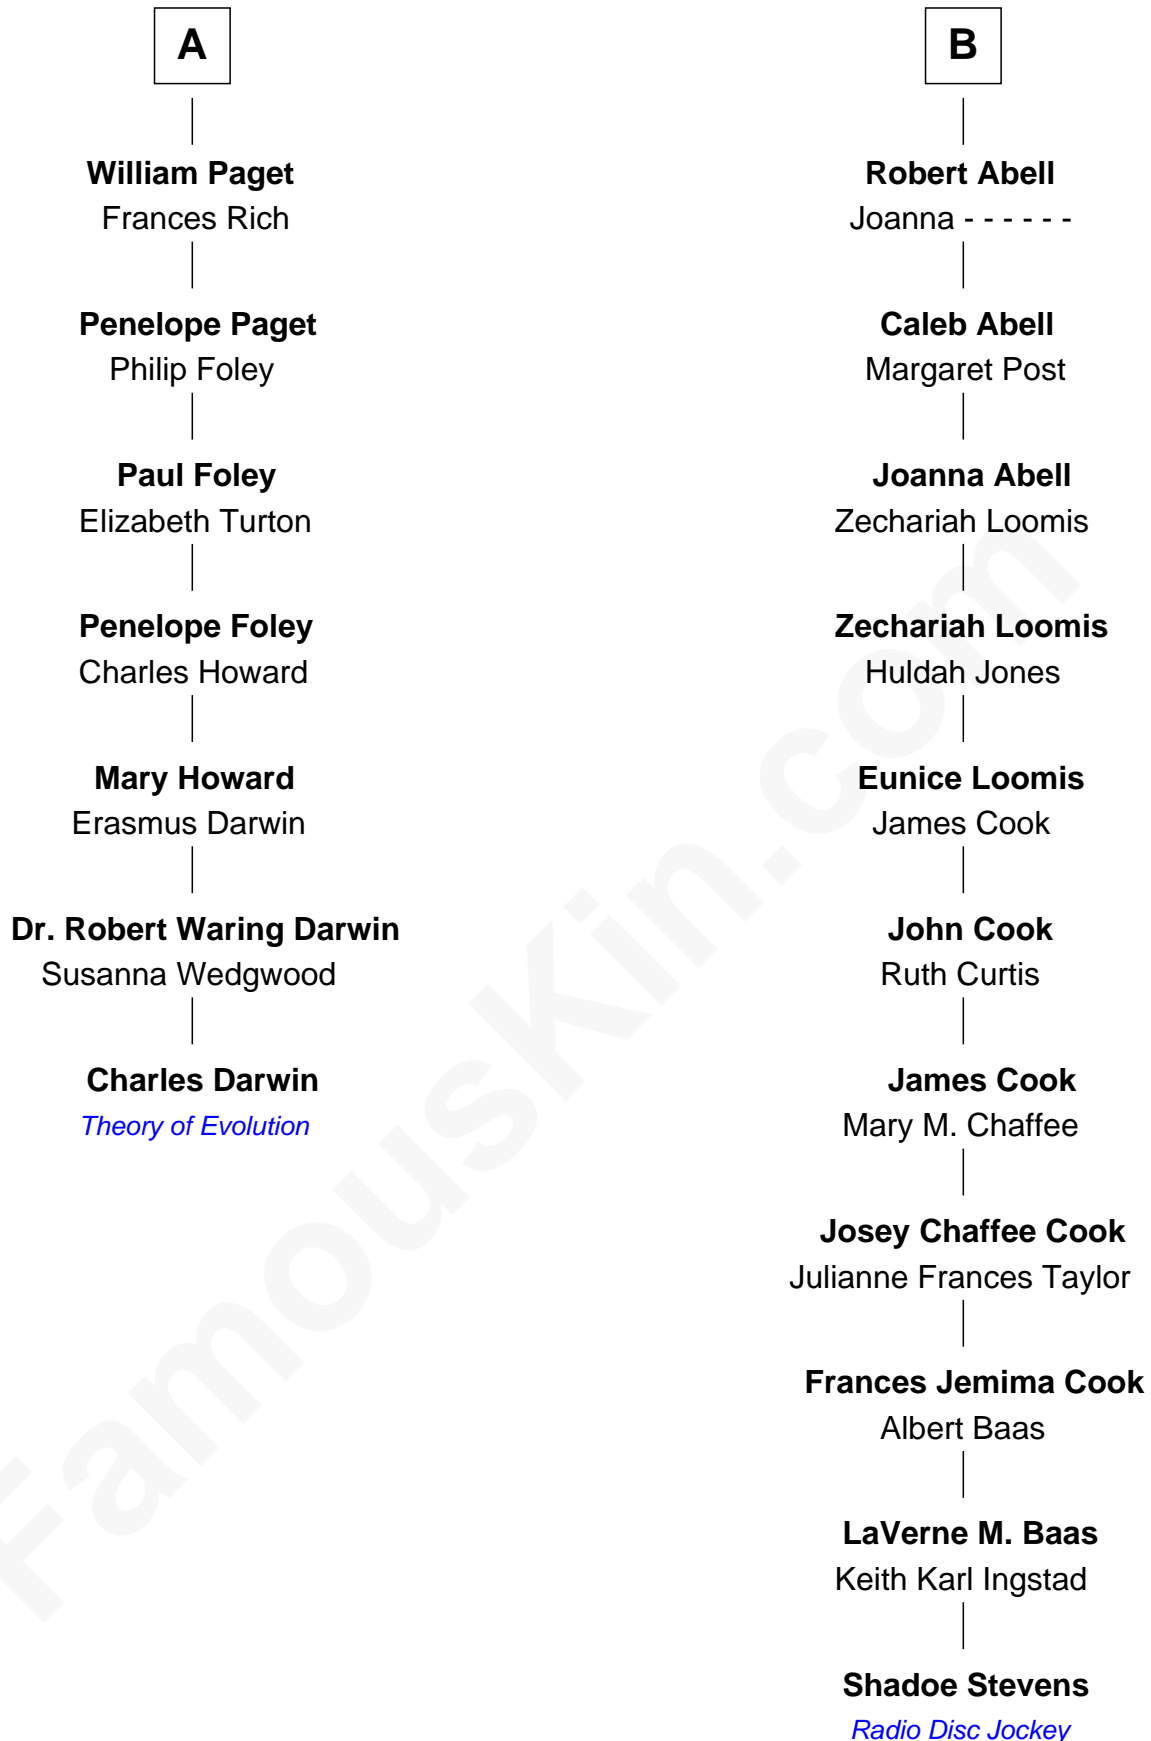 A
William Paget
Frances Rich
Penelope Paget
Philip Foley
Paul Foley
Elizabeth Turton
Penelope Foley
Charles Howard
Mary Howard
Erasmus Darwin
Dr. Robert Waring Darwin
Susanna Wedgwood
Charles Darwin
Theory of Evolution
B
Robert Abell
Joanna - - - - - -
Caleb Abell
Margaret Post
Joanna Abell
Zechariah Loomis
Zechariah Loomis
Huldah Jones
Eunice Loomis
James Cook
John Cook
Ruth Curtis
James Cook
Mary M. Chaffee
Josey Chaffee Cook
Julianne Frances Taylor
Frances Jemima Cook
Albert Baas
LaVerne M. Baas
Keith Karl Ingstad
Shadoe Stevens
Radio Disc Jockey
FamousKin.com